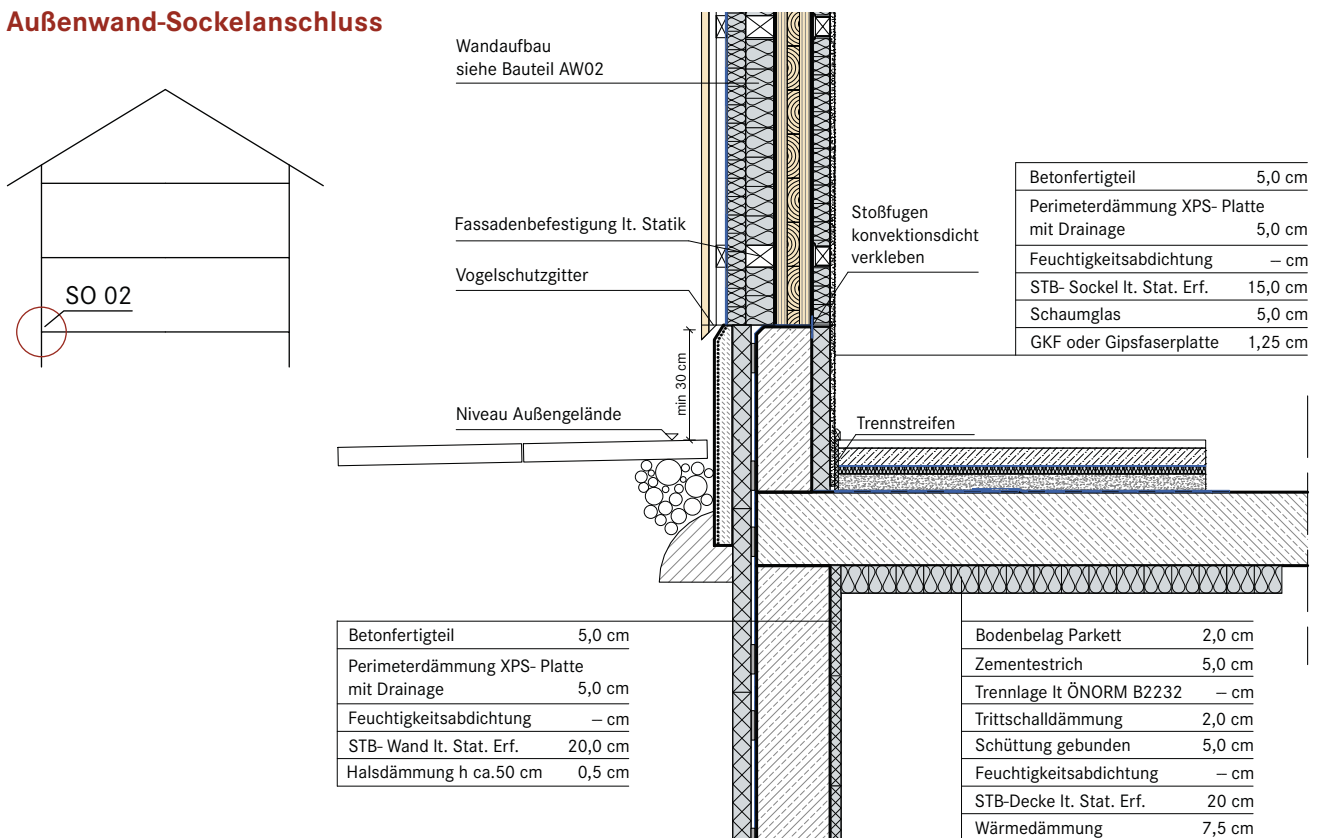 Außenwand-Sockelanschluss
SO 02
Wandaufbau
siehe Bauteil AW02
Fassadenbefestigung lt. Statik
Vogelschutzgitter
Niveau Außengelände
min 30 cm
Stoßfugen
konvektionsdicht
verkleben
Trennstreifen
Betonfertigteil 5,0 cm
Perimeterdämmung XPS- Platte
mit Drainage 5,0 cm
Feuchtigkeitsabdichtung – cm
STB- Sockel lt. Stat. Erf. 15,0 cm
Schaumglas 5,0 cm
GKF oder Gipsfaserplatte 1,25 cm
Betonfertigteil 5,0 cm
Perimeterdämmung XPS- Platte
mit Drainage 5,0 cm
Feuchtigkeitsabdichtung – cm
STB- Wand lt. Stat. Erf. 20,0 cm
Halsdämmung h ca.50 cm 0,5 cm
Bodenbelag Parkett 2,0 cm
Zementestrich 5,0 cm
Trennlage lt ÖNORM B2232 – cm
Trittschalldämmung 2,0 cm
Schüttung gebunden 5,0 cm
Feuchtigkeitsabdichtung – cm
STB-Decke lt. Stat. Erf. 20 cm
Wärmedämmung 7,5 cm